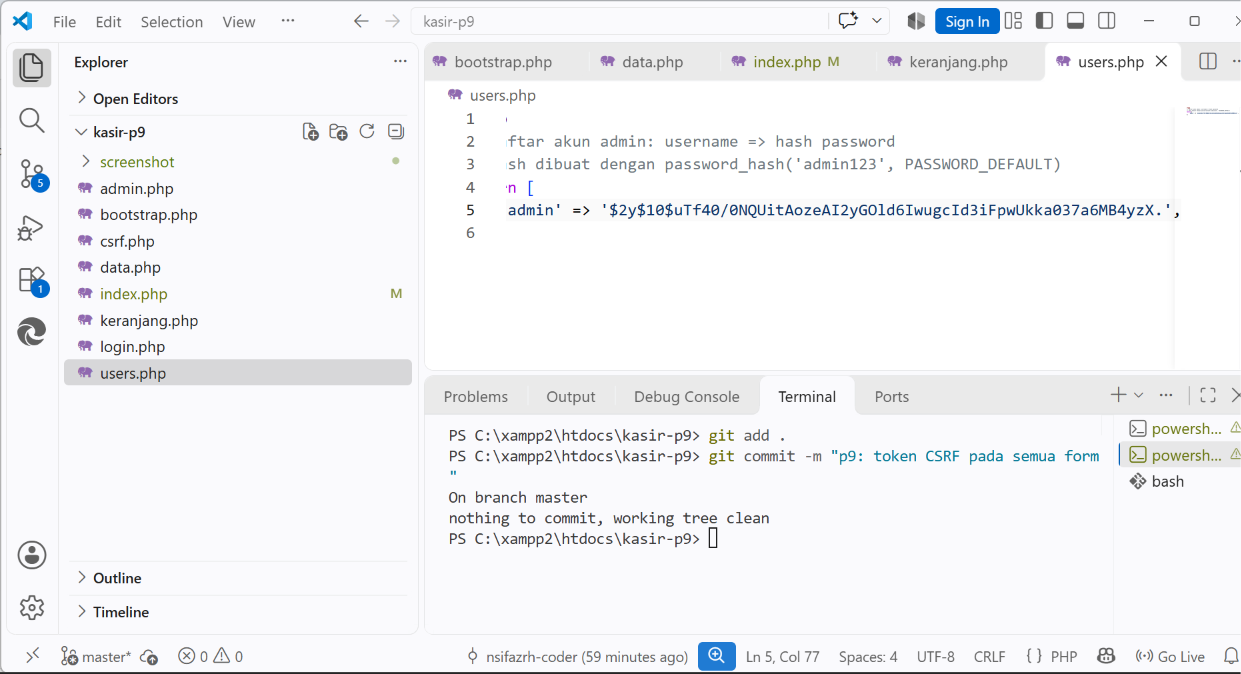 File Edit Selection View ··· kasir-p9 Sign In
Explorer
Open Editors
kasir-p9
screenshot
admin.php
bootstrap.php
csrf.php
data.php
index.php M
keranjang.php
login.php
users.php
Outline
Timeline
5
1
bootstrap.php data.php index.php M keranjang.php users.php
users.php
1
2 ftar akun admin: username => hash password
3 sh dibuat dengan password_hash('admin123', PASSWORD_DEFAULT)
4 n [
5 admin' => '$2y$10$uTf40/0NQUitAozeAI2yGOld6IwugcId3iFpwUkka037a6MB4yzX.',
6
Problems Output Debug Console Terminal Ports
PS C:\xampp2\htdocs\kasir-p9> git add .
PS C:\xampp2\htdocs\kasir-p9> git commit -m "p9: token CSRF pada semua form
"
On branch master
nothing to commit, working tree clean
PS C:\xampp2\htdocs\kasir-p9>
powersh...
powersh...
bash
master* 0 0 nsifazrh-coder (59 minutes ago) Ln 5, Col 77 Spaces: 4 UTF-8 CRLF { } PHP Go Live